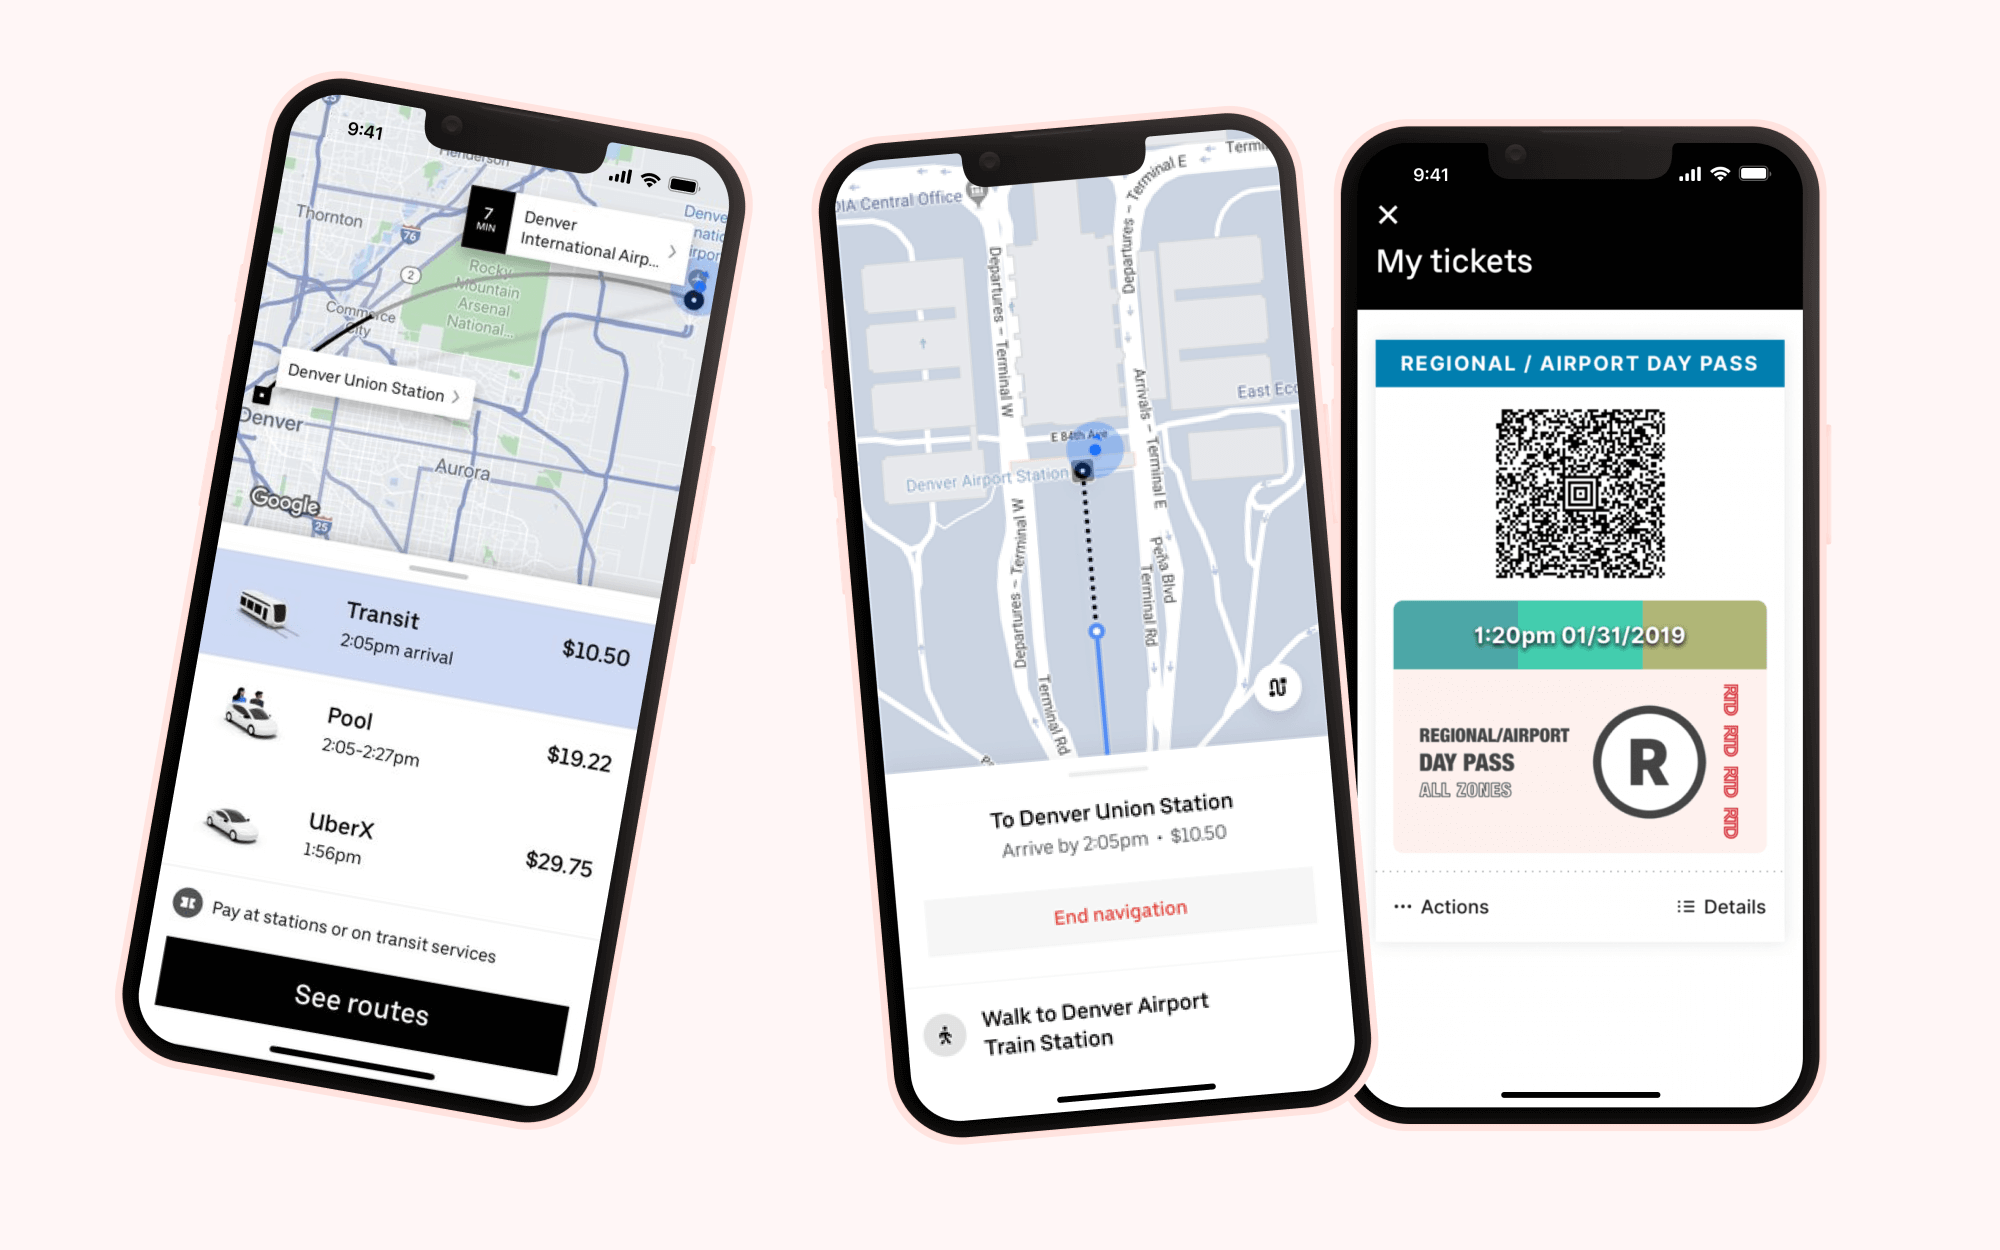 9:41
25
Henderson
Thornton
76
2
7
MIN
Denver
International Airp...
Denve
natic
irpor
Rocky
Mountain
Arsenal
National...
Commerce
City
Denver Union Station
Denver
Aurora
Google
25
Transit
2:05pm arrival
$10.50
Pool
2:05-2:27pm
$19.22
UberX
1:56pm
$29.75
Pay at stations or on transit services
See routes
DIA Central Office
Terminal E
Termin
Departures – Terminal W
Departures –
Arrivals – Terminal E
East Eco
E 84th Ave
Denver Airport Station
Departures – Terminal W
Peña Blvd
Terminal Rd
Terminal Rd
To Denver Union Station
Arrive by 2:05pm • $10.50
End navigation
Walk to Denver Airport
Train Station
9:41
My tickets
REGIONAL / AIRPORT DAY PASS
1:20pm 01/31/2019
REGIONAL/AIRPORT
DAY PASS
ALL ZONES
R
RTD RTD RTD RTD
Actions
Details